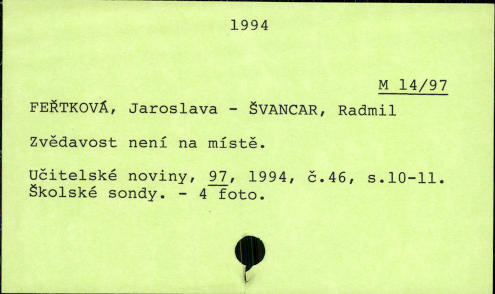 1994
M 14/97
FEŘTKOVÁ, Jaroslava - ŠVANCAR, Radmil
Zvědavost není na místě.
Učitelské noviny, 97, 1994, č.46, s.10-11.
Školské sondy. - 4 foto.